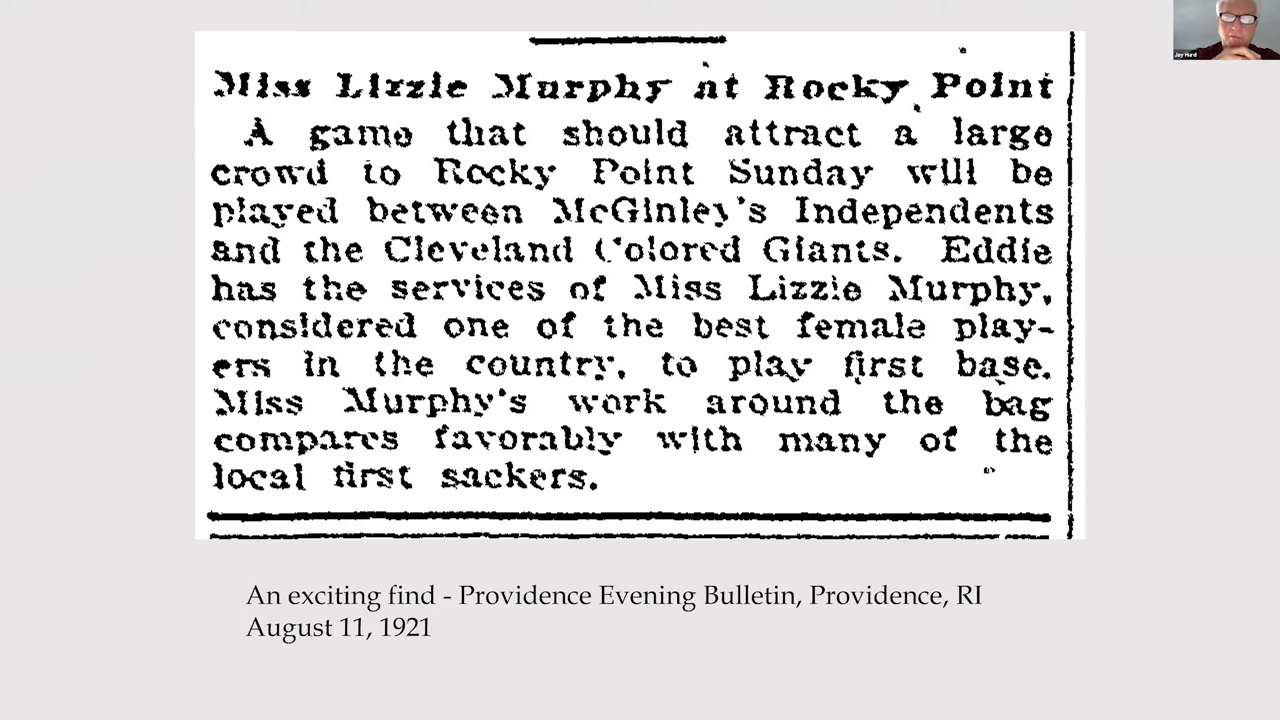 Miss Lizzie Murphy at Rocky Point
A game that should attract a large
crowd to Rocky Point Sunday will be
played between McGinley's Independents
and the Cleveland Colored Giants. Eddie
has the services of Miss Lizzie Murphy,
considered one of the best female play-
ers in the country, to play first base.
Miss Murphy's work around the bag
compares favorably with many of the
local first sackers.
An exciting find - Providence Evening Bulletin, Providence, RI
August 11, 1921
Jay Hurd